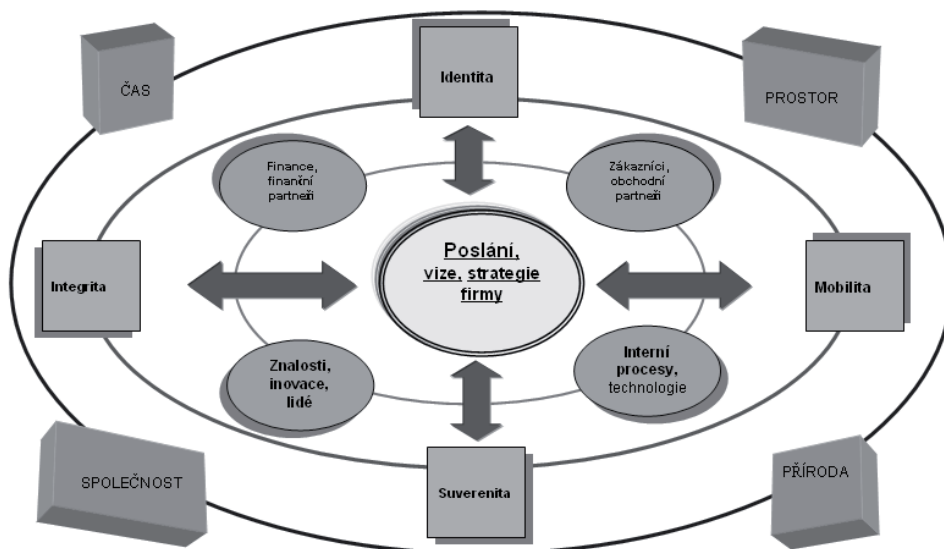 ČAS
Identita
PROSTOR
Finance,
finanční
partneři
Zákazníci,
obchodní
partneři
Integrita
Poslání,
vize, strategie
firmy
Mobilita
Znalosti,
inovace,
lidé
Interní
procesy,
technologie
SPOLEČNOST
Suverenita
PŘÍRODA